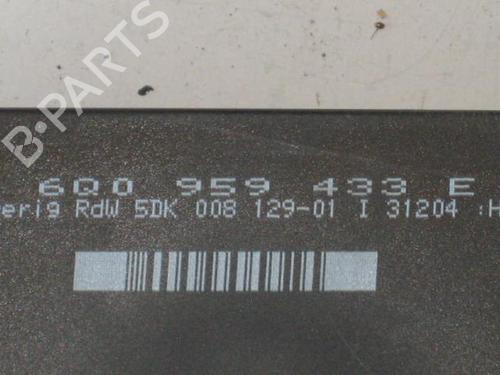 B-PARTS
6Q0 959 433 E
erig RdW 5DK 008 129-01 I 31204 :H